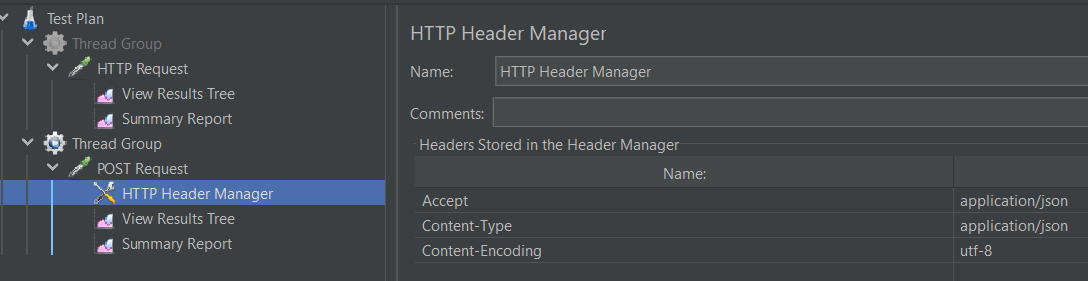 Test Plan
Thread Group
HTTP Request
View Results Tree
Summary Report
Thread Group
POST Request
HTTP Header Manager
View Results Tree
Summary Report
HTTP Header Manager
Name: HTTP Header Manager
Comments:
Headers Stored in the Header Manager
Name:
Accept application/json
Content-Type application/json
Content-Encoding utf-8